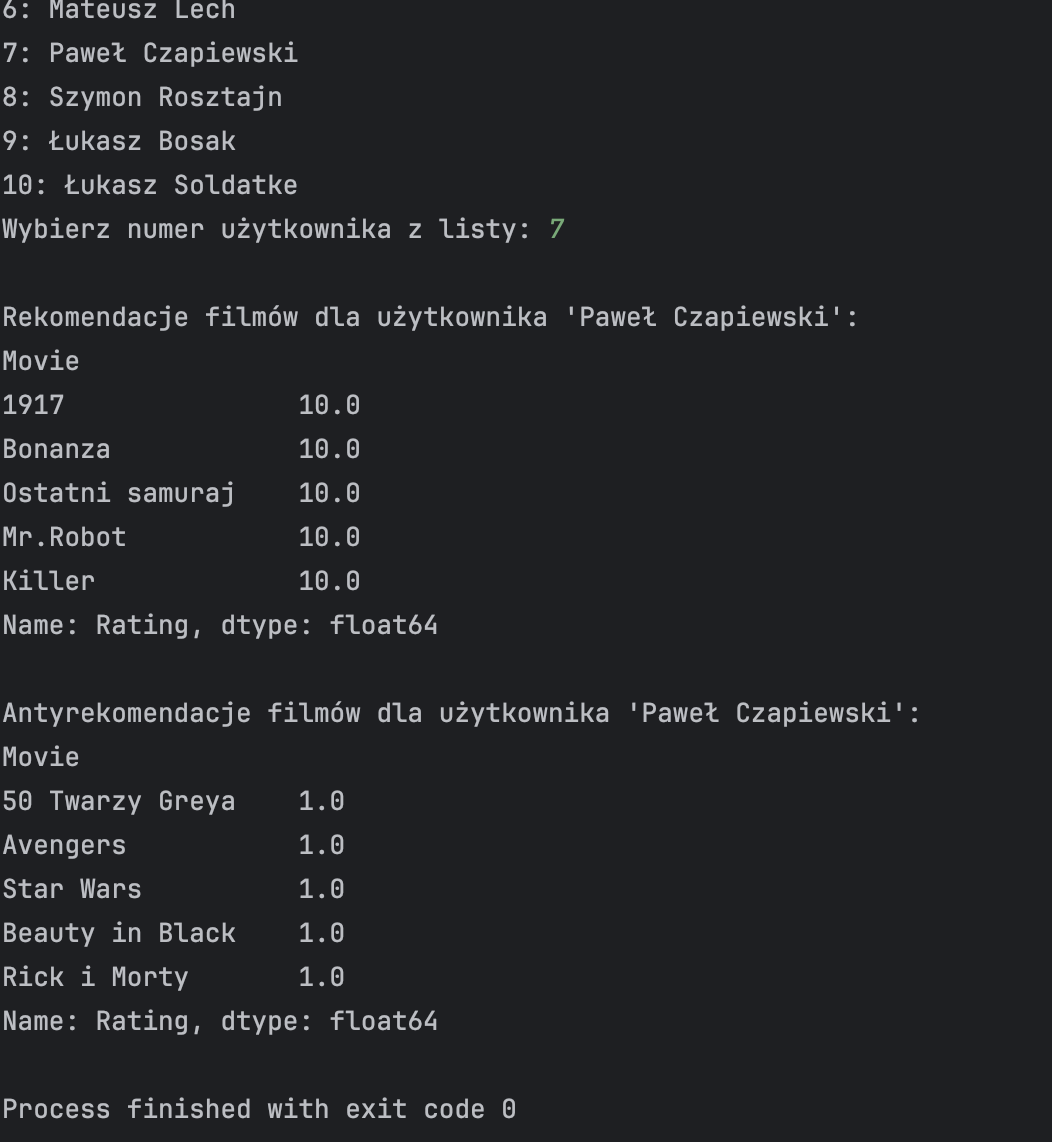 6: Mateusz Lech
7: Paweł Czapiewski
8: Szymon Rosztajn
9: Łukasz Bosak
10: Łukasz Soldatke
Wybierz numer użytkownika z listy: 7
Rekomendacje filmów dla użytkownika 'Paweł Czapiewski':
Movie
1917 10.0
Bonanza 10.0
Ostatni samuraj 10.0
Mr.Robot 10.0
Killer 10.0
Name: Rating, dtype: float64
Antyrekomendacje filmów dla użytkownika 'Paweł Czapiewski':
Movie
50 Twarzy Greya 1.0
Avengers 1.0
Star Wars 1.0
Beauty in Black 1.0
Rick i Morty 1.0
Name: Rating, dtype: float64
Process finished with exit code 0